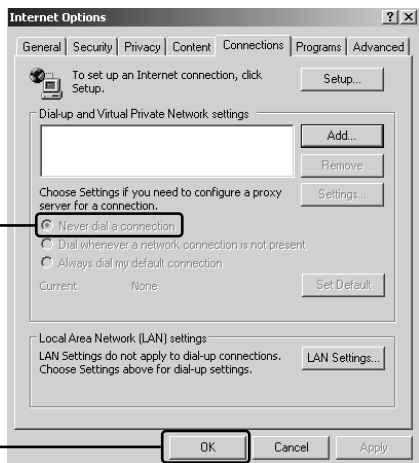 Internet Options
General Security Privacy Content Connections Programs Advanced
To set up an Internet connection, click
Setup.
Setup...
Dial-up and Virtual Private Network settings
Add...
Remove
Choose Settings if you need to configure a proxy
server for a connection.
Settings...
Never dial a connection
Dial whenever a network connection is not present
Always dial my default connection
Current None
Set Default
Local Area Network (LAN) settings
LAN Settings do not apply to dial-up connections.
Choose Settings above for dial-up settings.
LAN Settings...
OK Cancel Apply